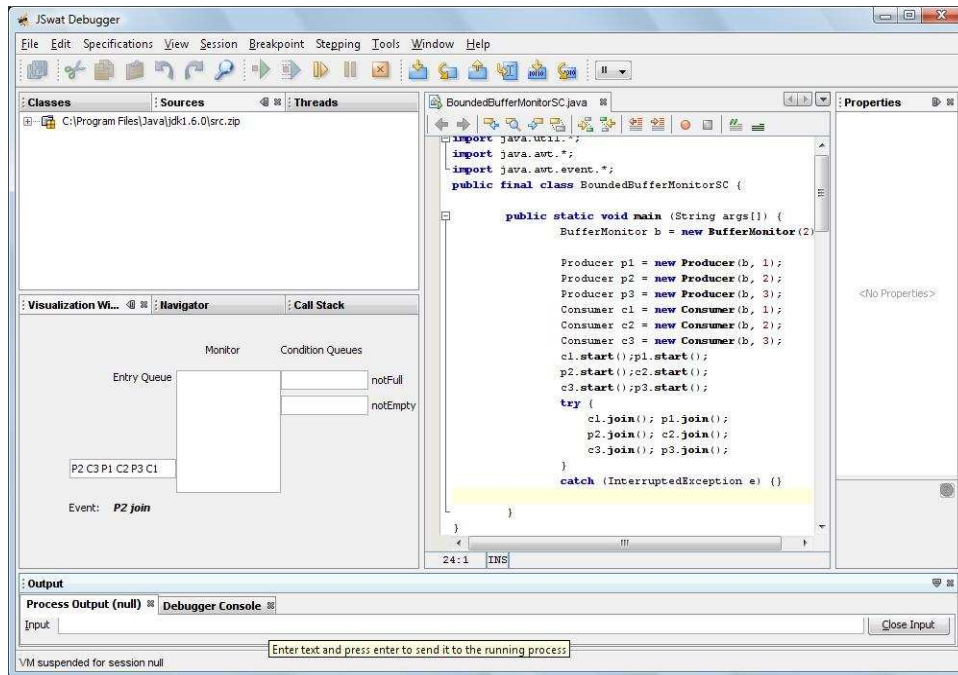 JSwat Debugger
File Edit Specifications View Session Breakpoint Stepping Tools Window Help
Classes Sources Threads
C:\Program Files\Java\jdk1.6.0\src.zip
Visualization Wi... Navigator Call Stack
Monitor Condition Queues
Entry Queue notFull
notEmpty
P2 C3 P1 C2 P3 C1
Event: P2 join
BoundedBufferMonitorSC.java
import java.util.*;
import java.awt.*;
import java.awt.event.*;
public final class BoundedBufferMonitorSC {
public static void main (String args[]) {
BufferMonitor b = new BufferMonitor(2)
Producer p1 = new Producer(b, 1);
Producer p2 = new Producer(b, 2);
Producer p3 = new Producer(b, 3);
Consumer c1 = new Consumer(b, 1);
Consumer c2 = new Consumer(b, 2);
Consumer c3 = new Consumer(b, 3);
c1.start();p1.start();
p2.start();c2.start();
c3.start();p3.start();
try {
c1.join(); p1.join();
p2.join(); c2.join();
c3.join(); p3.join();
}
catch (InterruptedException e) {}
}
}
24:1 INS
Properties
<No Properties>
Output
Process Output (null) Debugger Console
Input Close Input
Enter text and press enter to send it to the running process
VM suspended for session null